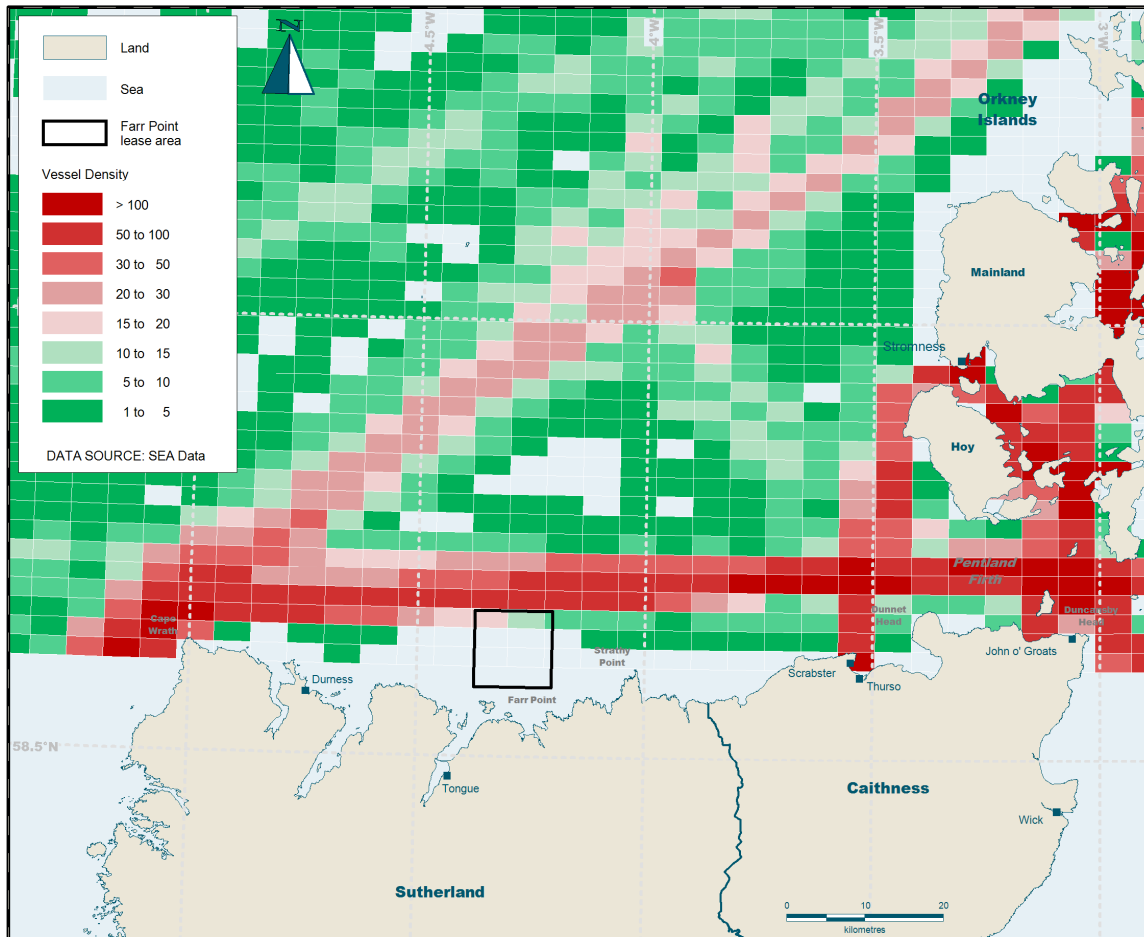 Land
Sea
Farr Point
lease area
Vessel Density
> 100
50 to 100
30 to 50
20 to 30
15 to 20
10 to 15
5 to 10
1 to 5
DATA SOURCE: SEA Data
N
4.5°W
4°W
3.5°W
3°W
Orkney
Islands
Mainland
Stromness
Hoy
Pentland
Firth
Cape
Wrath
Dunnet
Head
Duncansby
Head
John o' Groats
Strathy
Point
Scrabster
Thurso
Durness
Farr Point
58.5°N
Tongue
Caithness
Wick
Sutherland
0 10 20
kilometres